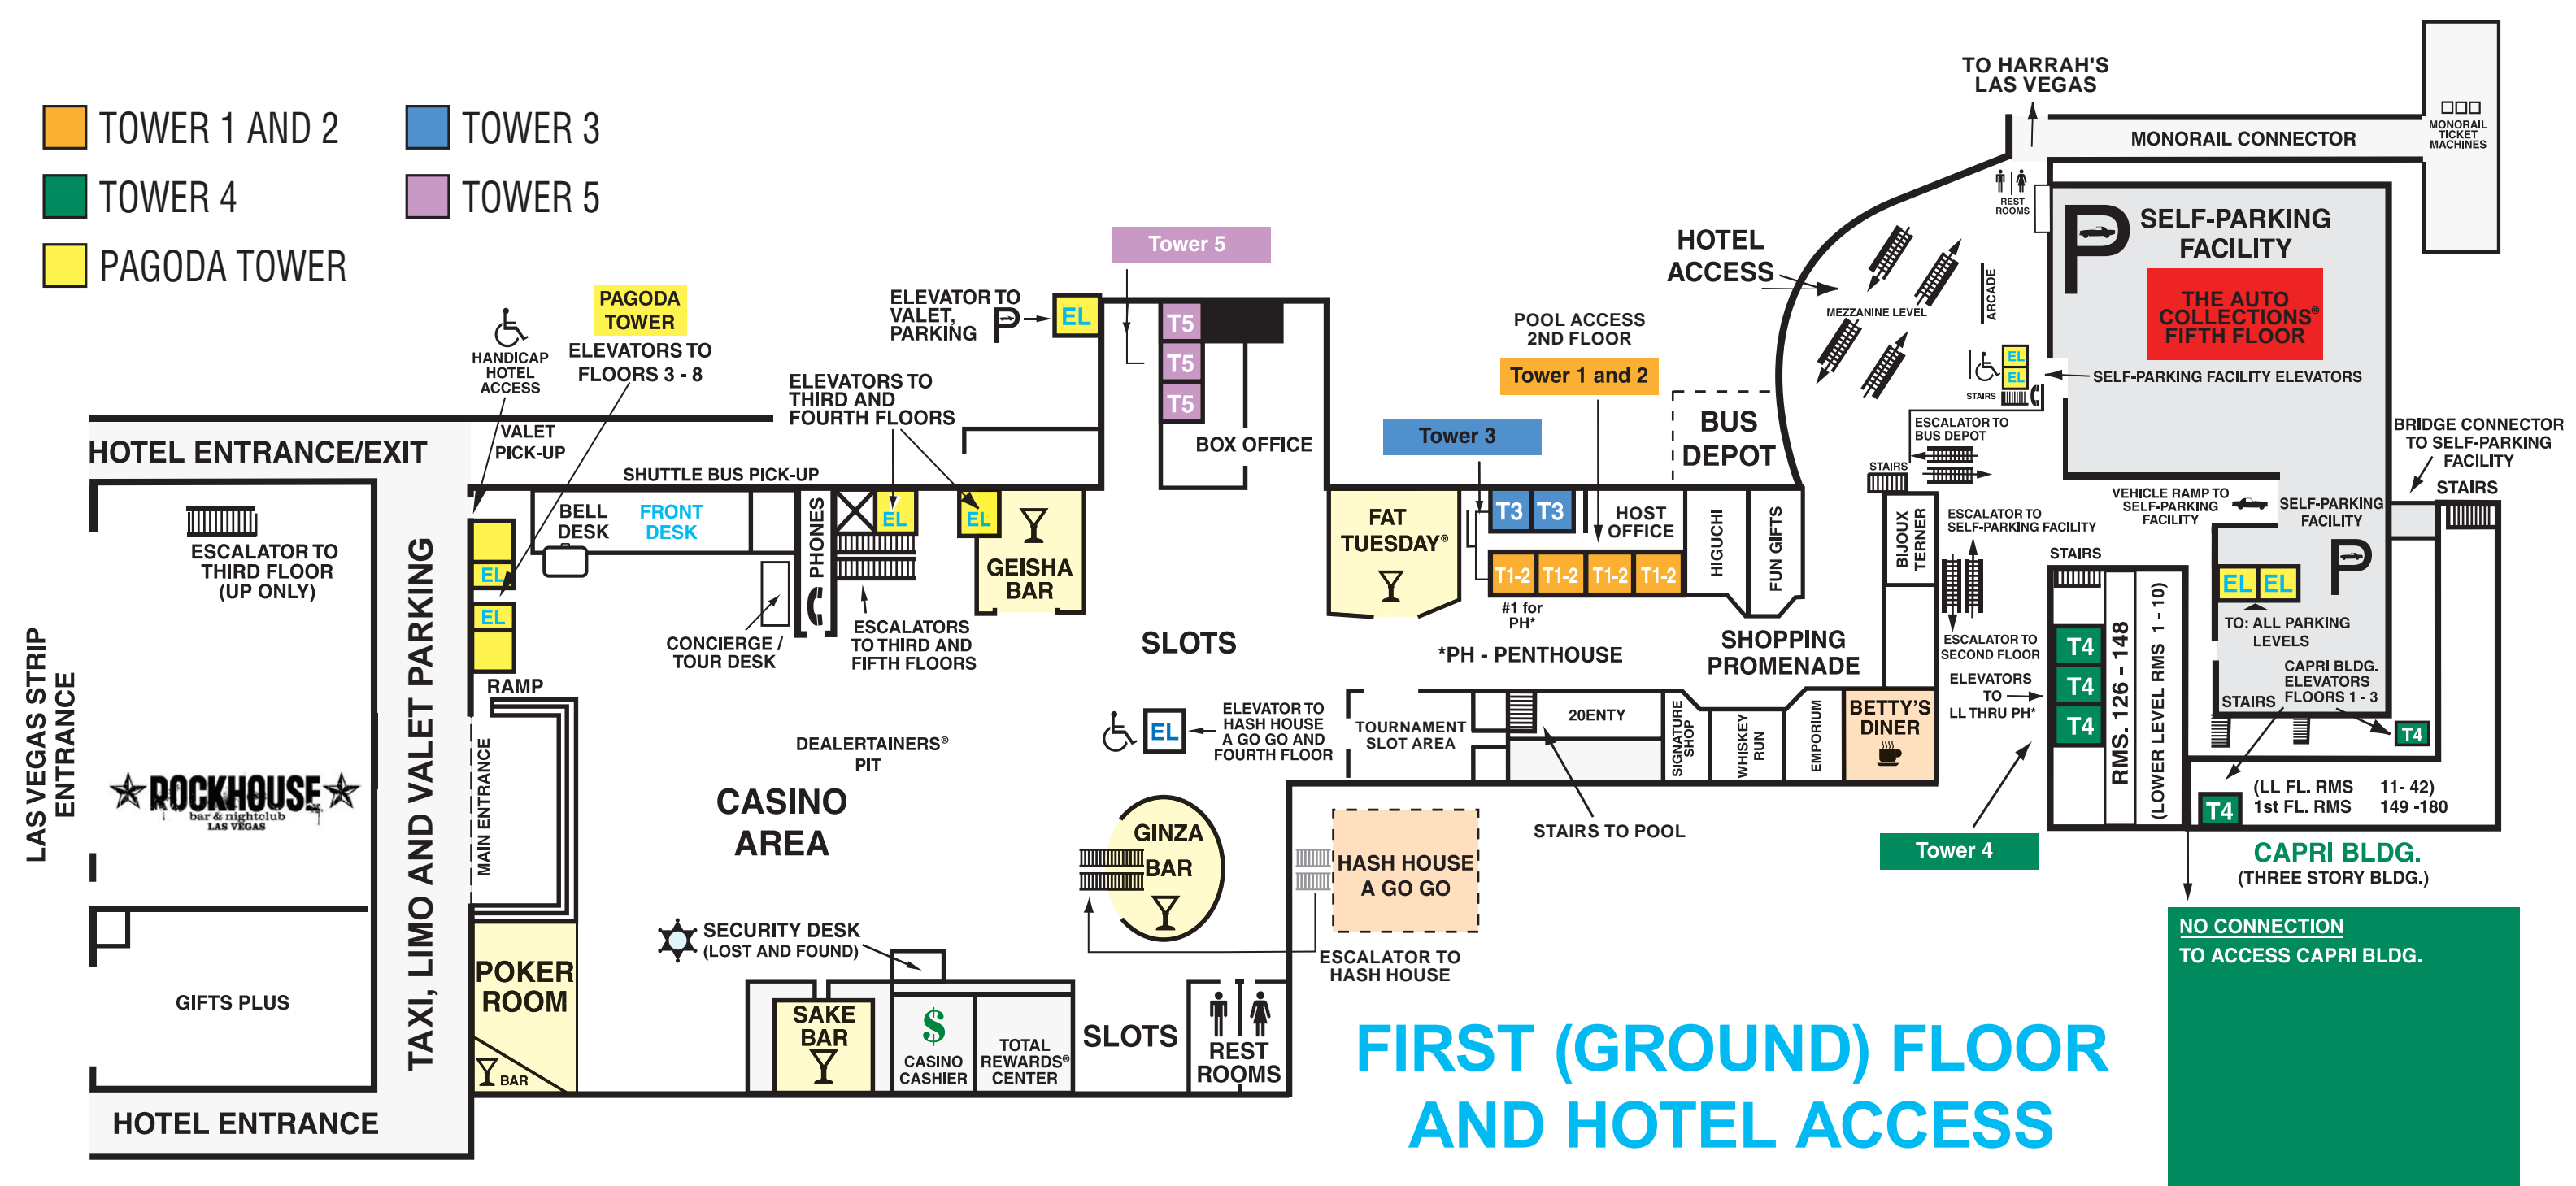 TOWER 1 AND 2
TOWER 3
TOWER 4
TOWER 5
PAGODA TOWER
TO HARRAH'S
LAS VEGAS
MONORAIL CONNECTOR
MONORAIL
TICKET
MACHINES
REST
ROOMS
P
SELF-PARKING
FACILITY
THE AUTO
COLLECTIONS®
FIFTH FLOOR
HOTEL
ACCESS
MEZZANINE LEVEL
ARCADE
EL
EL
SELF-PARKING FACILITY ELEVATORS
STAIRS
ESCALATOR TO
BUS DEPOT
STAIRS
BUS
DEPOT
Tower 5
T5
T5
T5
BOX OFFICE
ELEVATOR TO
VALET,
PARKING
P
EL
PAGODA
TOWER
ELEVATORS TO
FLOORS 3 - 8
HANDICAP
HOTEL
ACCESS
ELEVATORS TO
THIRD AND
FOURTH FLOORS
VALET
PICK-UP
SHUTTLE BUS PICK-UP
HOTEL ENTRANCE/EXIT
ESCALATOR TO
THIRD FLOOR
(UP ONLY)
LAS VEGAS STRIP
ENTRANCE
ROCKHOUSE
bar & nightclub
LAS VEGAS
GIFTS PLUS
HOTEL ENTRANCE
TAXI, LIMO AND VALET PARKING
EL
EL
RAMP
MAIN ENTRANCE
BELL
DESK
FRONT
DESK
CONCIERGE /
TOUR DESK
PHONES
EL
EL
ESCALATORS
TO THIRD AND
FIFTH FLOORS
GEISHA
BAR
POKER
ROOM
BAR
DEALERTAINERS®
PIT
CASINO
AREA
SECURITY DESK
(LOST AND FOUND)
SAKE
BAR
$
CASINO
CASHIER
TOTAL
REWARDS®
CENTER
SLOTS
REST
ROOMS
SLOTS
EL
ELEVATOR TO
HASH HOUSE
A GO GO AND
FOURTH FLOOR
GINZA
BAR
HASH HOUSE
A GO GO
ESCALATOR TO
HASH HOUSE
POOL ACCESS
2ND FLOOR
Tower 1 and 2
Tower 3
FAT
TUESDAY®
T3
T3
HOST
OFFICE
T1-2
T1-2
T1-2
T1-2
#1 for
PH*
*PH - PENTHOUSE
HIGUCHI
FUN GIFTS
SHOPPING
PROMENADE
TOURNAMENT
SLOT AREA
20ENTY
SIGNATURE
SHOP
WHISKEY
RUN
EMPORIUM
BETTY'S
DINER
STAIRS TO POOL
BIJOUX
TERNER
ESCALATOR TO
SELF-PARKING FACILITY
ESCALATOR TO
SECOND FLOOR
ELEVATORS
TO
LL THRU PH*
Tower 4
STAIRS
T4
T4
T4
RMS. 126 - 148
(LOWER LEVEL RMS 1 - 10)
VEHICLE RAMP TO
SELF-PARKING
FACILITY
SELF-PARKING
FACILITY
P
BRIDGE CONNECTOR
TO SELF-PARKING
FACILITY
STAIRS
EL
EL
TO: ALL PARKING
LEVELS
CAPRI BLDG.
ELEVATORS
FLOORS 1 - 3
STAIRS
T4
T4
(LL FL. RMS 11- 42)
1st FL. RMS 149 -180
CAPRI BLDG.
(THREE STORY BLDG.)
NO CONNECTION
TO ACCESS CAPRI BLDG.
FIRST (GROUND) FLOOR
AND HOTEL ACCESS